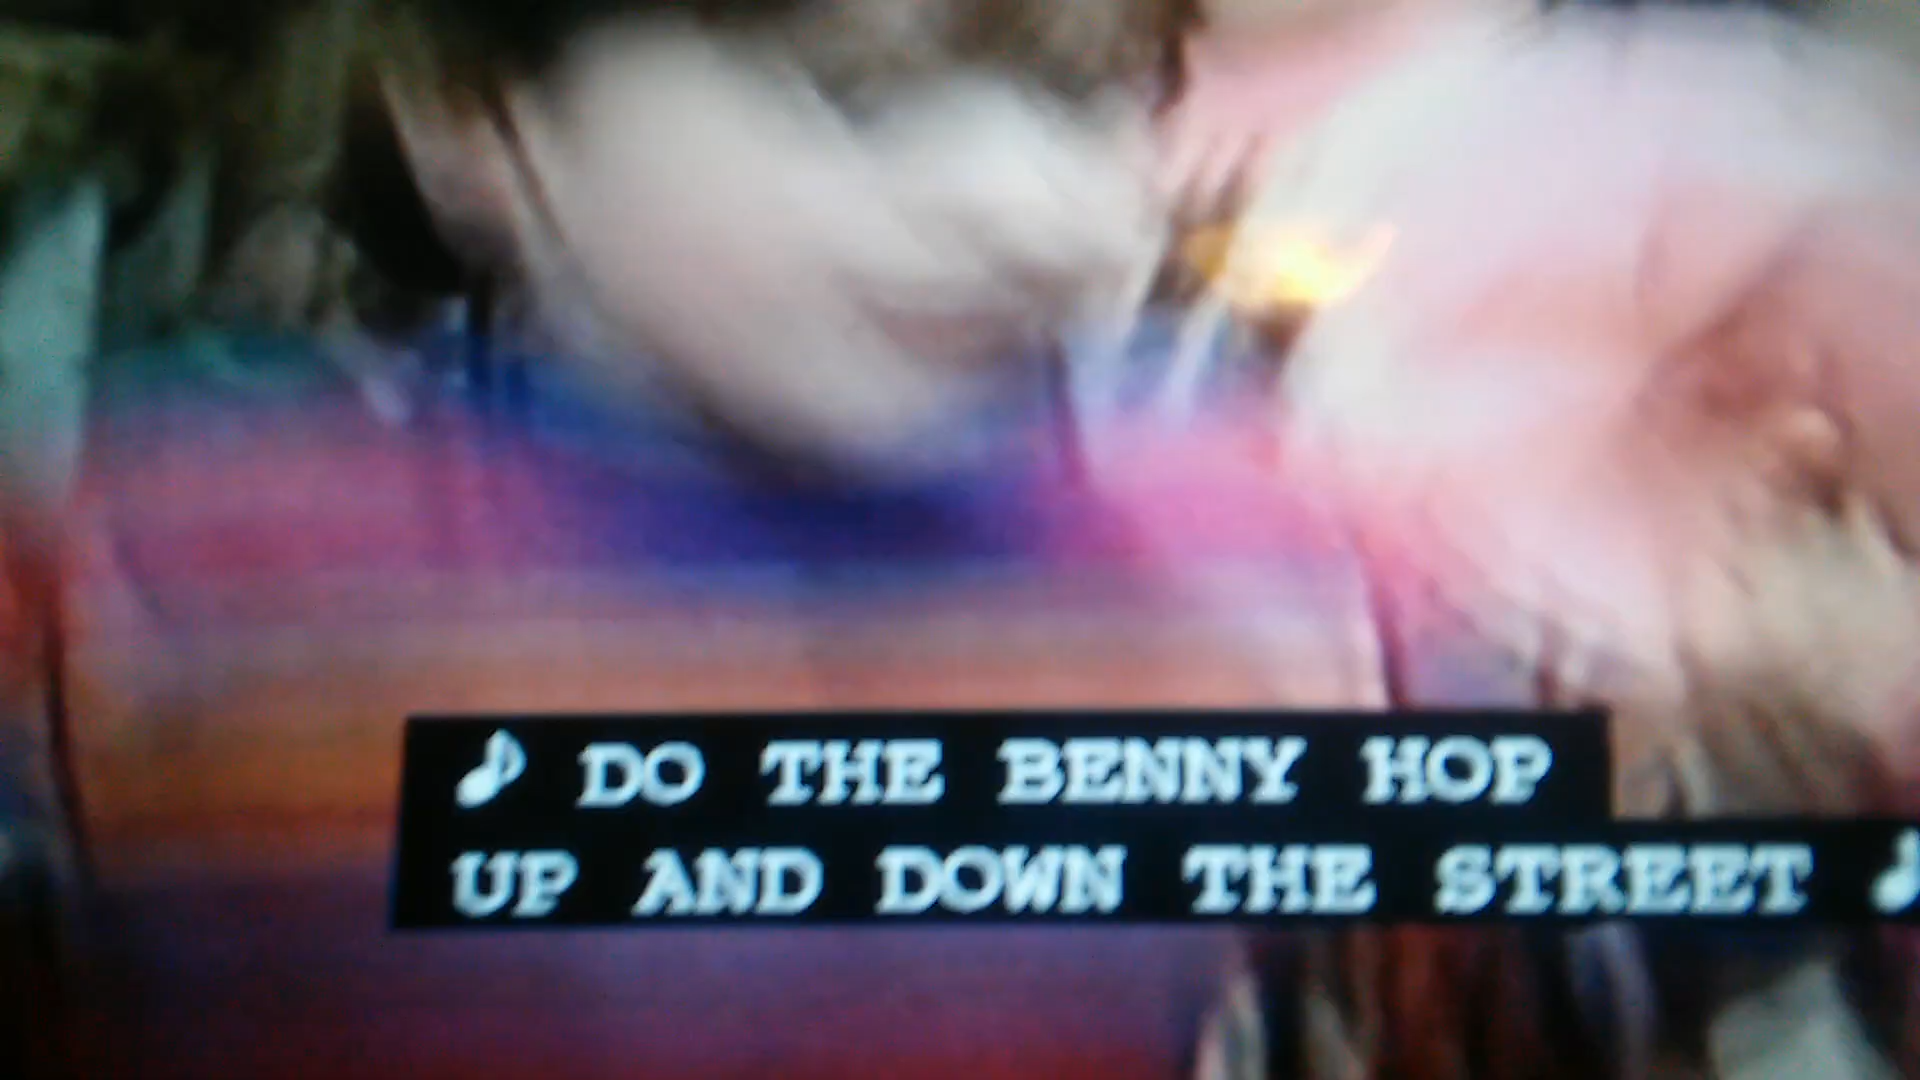 ♪ DO THE BENNY HOP
UP AND DOWN THE STREET ♪